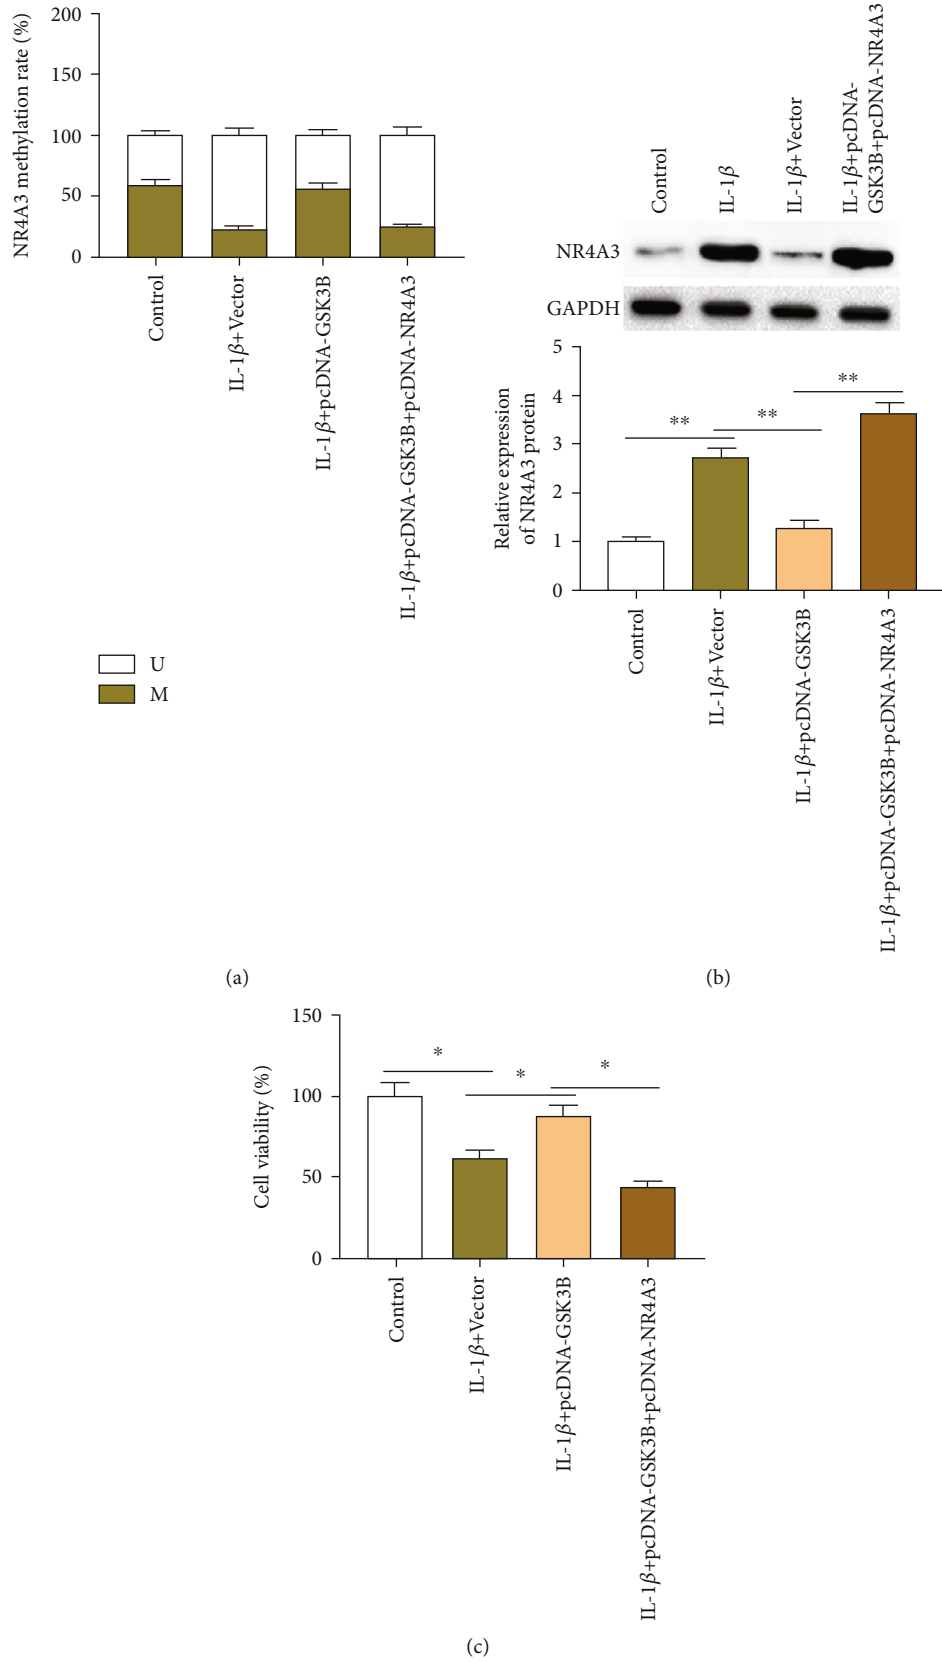 NR4A3 methylation rate (%)
200
150
100
50
0
Control
IL-1β+Vector
IL-1β+pcDNA-GSK3B
IL-1β+pcDNA-GSK3B+pcDNA-NR4A3
U
M
(a)
Control
IL-1β
IL-1β+Vector
IL-1β+pcDNA-
GSK3B+pcDNA-NR4A3
NR4A3
GAPDH
Relative expression
of NR4A3 protein
5
4
3
2
1
0
**
**
**
Control
IL-1β+Vector
IL-1β+pcDNA-GSK3B
IL-1β+pcDNA-GSK3B+pcDNA-NR4A3
(b)
Cell viability (%)
150
100
50
0
*
*
*
Control
IL-1β+Vector
IL-1β+pcDNA-GSK3B
IL-1β+pcDNA-GSK3B+pcDNA-NR4A3
(c)